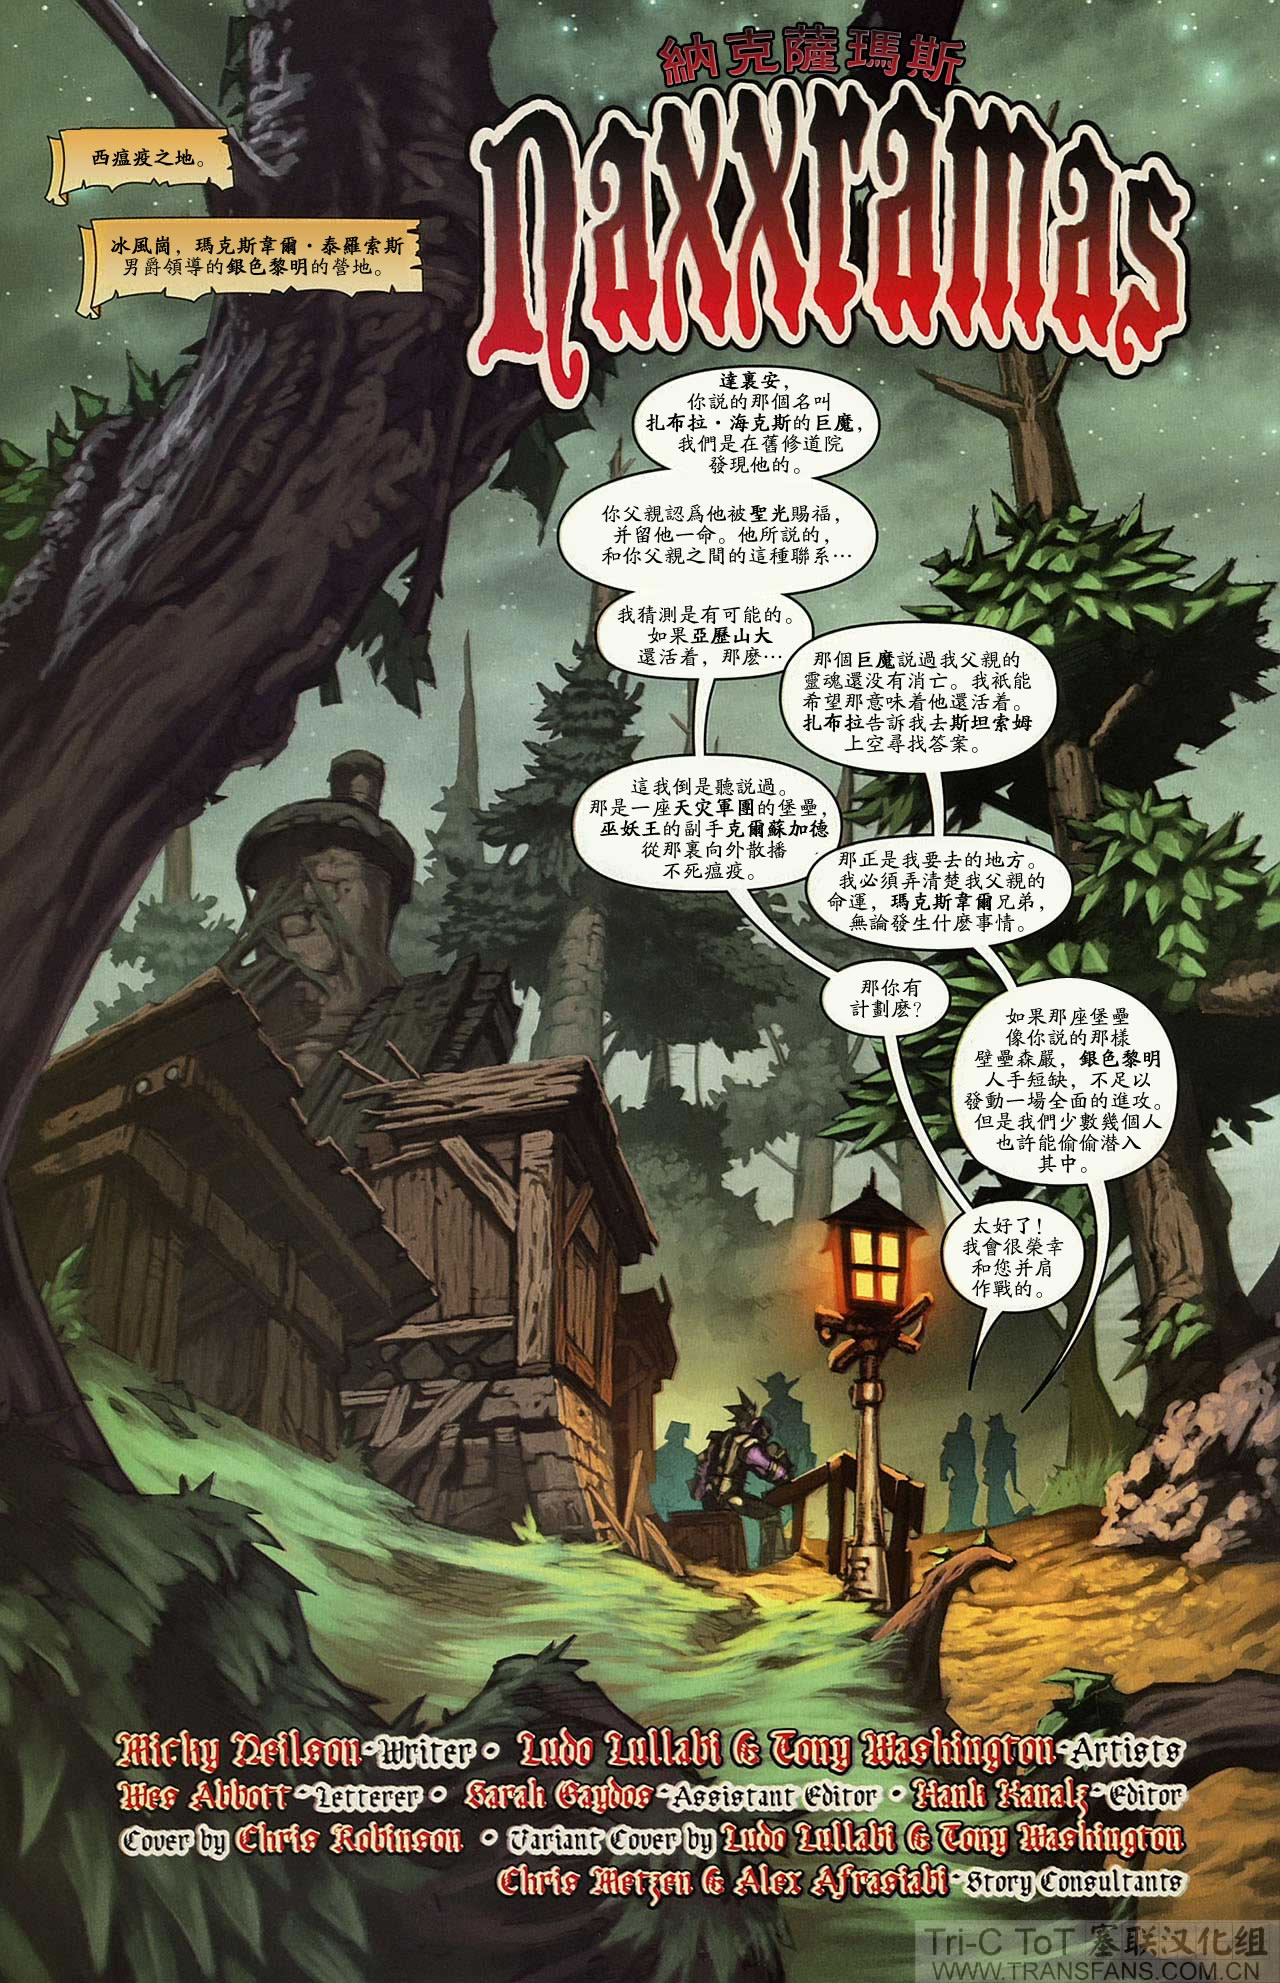 納克薩瑪斯
Naxxramas
西瘟疫之地。
冰風崗，瑪克斯韋爾·泰羅索斯
男爵領導的銀色黎明的營地。
達裏安，
你説的那個名叫
扎布拉·海克斯的巨魔，
我們是在舊修道院
發現他的。
你父親認爲他被聖光賜福，
并留他一命。他所説的，
和你父親之間的這種聯系…
我猜測是有可能的。
如果亞歷山大
還活着，那麽…
那個巨魔説過我父親的
靈魂還没有消亡。我衹能
希望那意味着他還活着。
扎布拉告訴我去斯坦索姆
上空尋找答案。
這我倒是聽説過。
那是一座天灾軍團的堡壘，
巫妖王的副手克爾蘇加德
從那裏向外散播
不死瘟疫。
那正是我要去的地方。
我必須弄清楚我父親的
命運，瑪克斯韋爾兄弟，
無論發生什麽事情。
那你有
計劃麽？
如果那座堡壘
像你説的那樣
壁壘森嚴，銀色黎明
人手短缺，不足以
發動一場全面的進攻。
但是我們少數幾個人
也許能偷偷潜入
其中。
太好了！
我會很榮幸
和您并肩
作戰的。
Micky Neilson-Writer • Ludo Lullabi & Tony Washington-Artists
Wes Abbott-Letterer • Sarah Gaydos-Assistant Editor • Hank Kanalz-Editor
Cover by Chris Robinson • Variant Cover by Ludo Lullabi & Tony Washington
Chris Metzen & Alex Afrasiabi-Story Consultants
Tri-C ToT 塞联汉化组
WWW.TRANSFANS.COM.CN